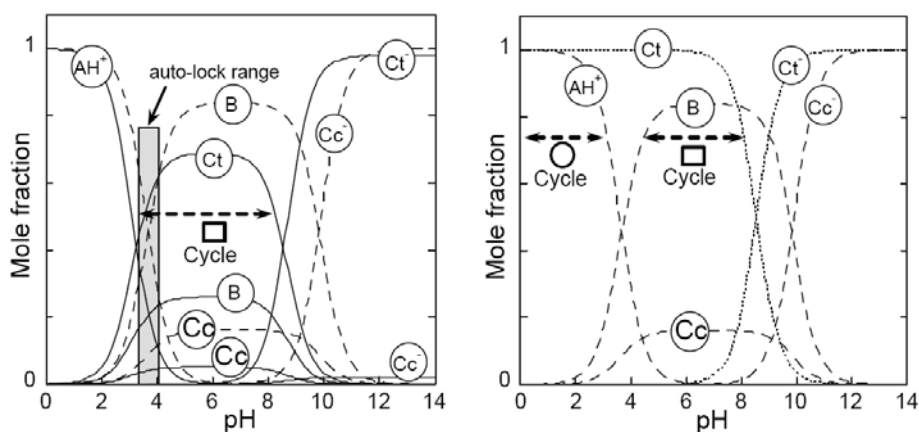 1
AH⁺
auto-lock range
B
Ct
Ct⁻
Cc⁻
Cycle
B
Cc
Cc
Cc⁻
0
Mole fraction
0 2 4 6 8 10 12 14
pH
1
Ct
Ct⁻
AH⁺
B
Cc⁻
Cycle
Cycle
Cc
0
Mole fraction
0 2 4 6 8 10 12 14
pH